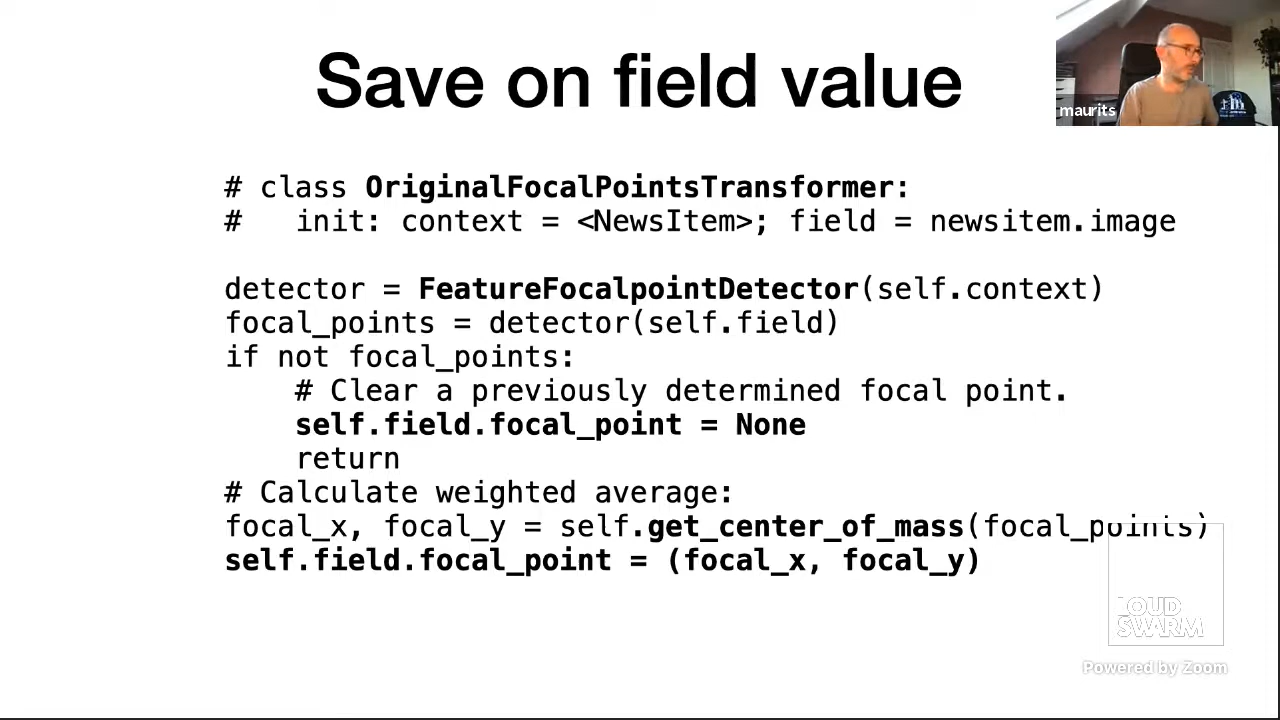 Save on field value
maurits
# class OriginalFocalPointsTransformer:
#   init: context = <NewsItem>; field = newsitem.image
detector = FeatureFocalpointDetector(self.context)
focal_points = detector(self.field)
if not focal_points:
    # Clear a previously determined focal point.
    self.field.focal_point = None
    return
# Calculate weighted average:
focal_x, focal_y = self.get_center_of_mass(focal_points)
self.field.focal_point = (focal_x, focal_y)
LOUD
SWARM
Powered by Zoom